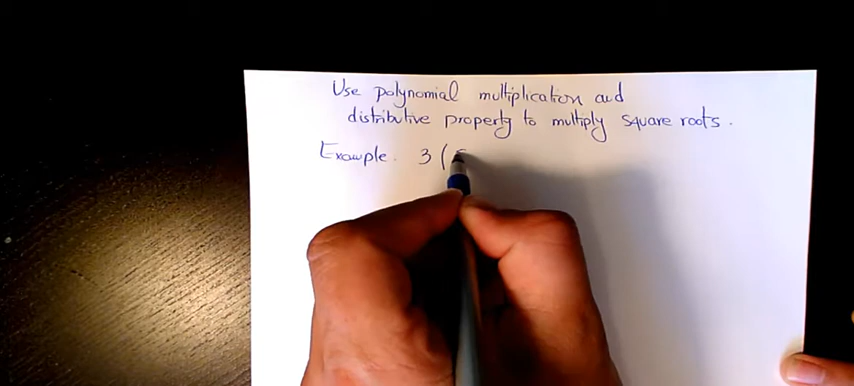 Use polynomial multiplication and
distributive property to multiply square roots.
Example. 3 (